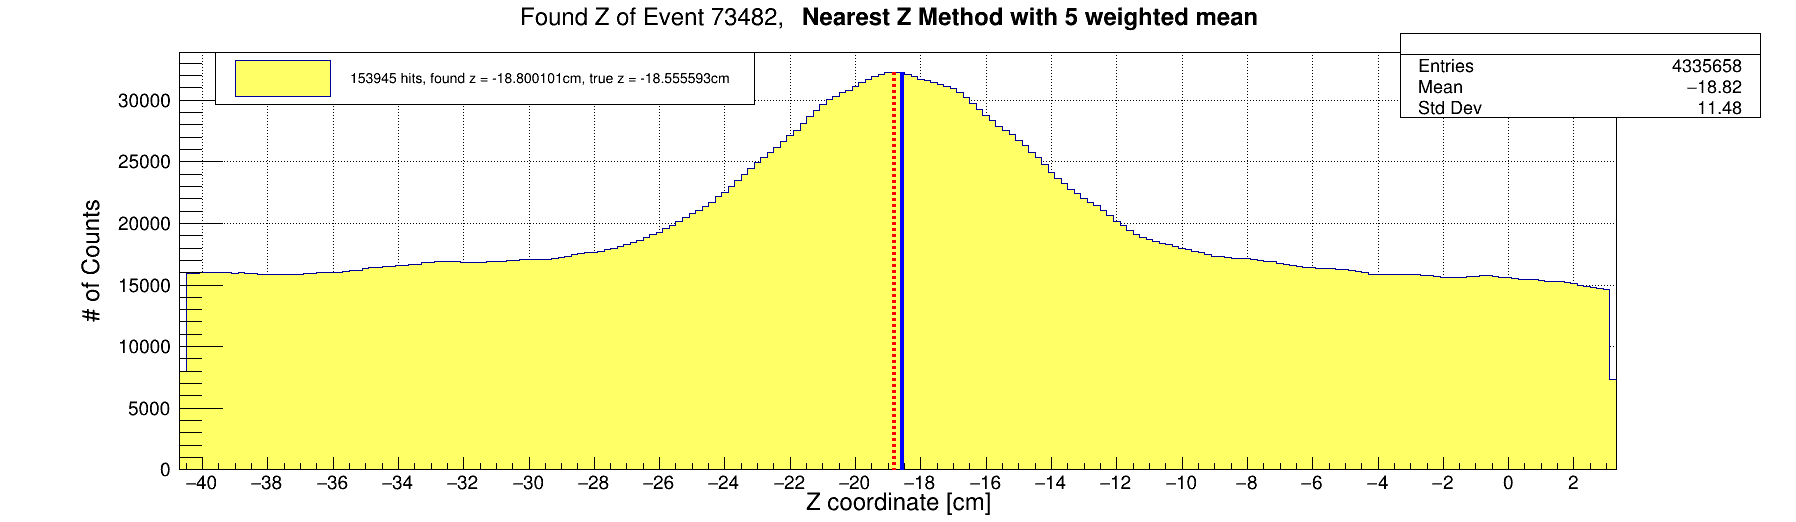 Found Z of Event 73482, Nearest Z Method with 5 weighted mean
153945 hits, found z = -18.800101cm, true z = -18.555593cm
Entries 4335658
Mean −18.82
Std Dev 11.48
# of Counts
30000
25000
20000
15000
10000
5000
0
−40 −38 −36 −34 −32 −30 −28 −26 −24 −22 −20 −18 −16 −14 −12 −10 −8 −6 −4 −2 0 2
Z coordinate [cm]